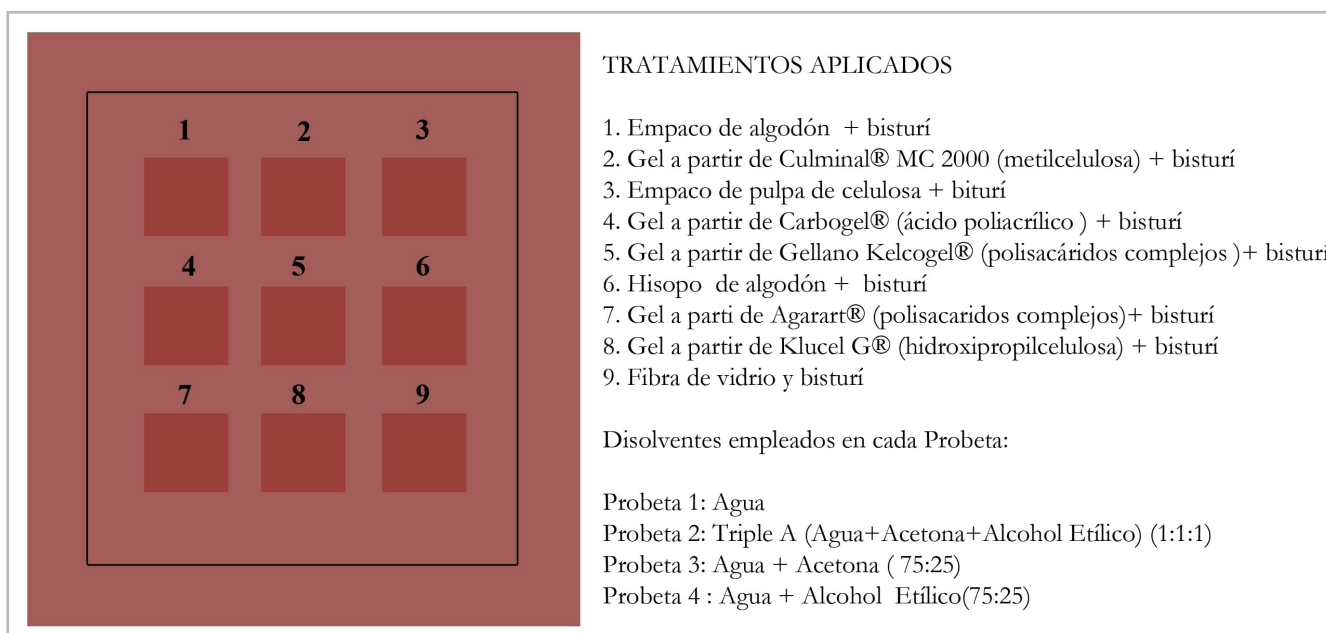 1 2 3
4 5 6
7 8 9
TRATAMIENTOS APLICADOS
1. Empaco de algodón + bisturí
2. Gel a partir de Culminal® MC 2000 (metilcelulosa) + bisturí
3. Empaco de pulpa de celulosa + biturí
4. Gel a partir de Carbogel® (ácido poliacrílico ) + bisturí
5. Gel a partir de Gellano Kelcogel® (polisacáridos complejos )+ bisturí
6. Hisopo de algodón + bisturí
7. Gel a parti de Agarart® (polisacaridos complejos)+ bisturí
8. Gel a partir de Klucel G® (hidroxipropilcelulosa) + bisturí
9. Fibra de vidrio y bisturí
Disolventes empleados en cada Probeta:
Probeta 1: Agua
Probeta 2: Triple A (Agua+Acetona+Alcohol Etílico) (1:1:1)
Probeta 3: Agua + Acetona ( 75:25)
Probeta 4 : Agua + Alcohol Etílico(75:25)